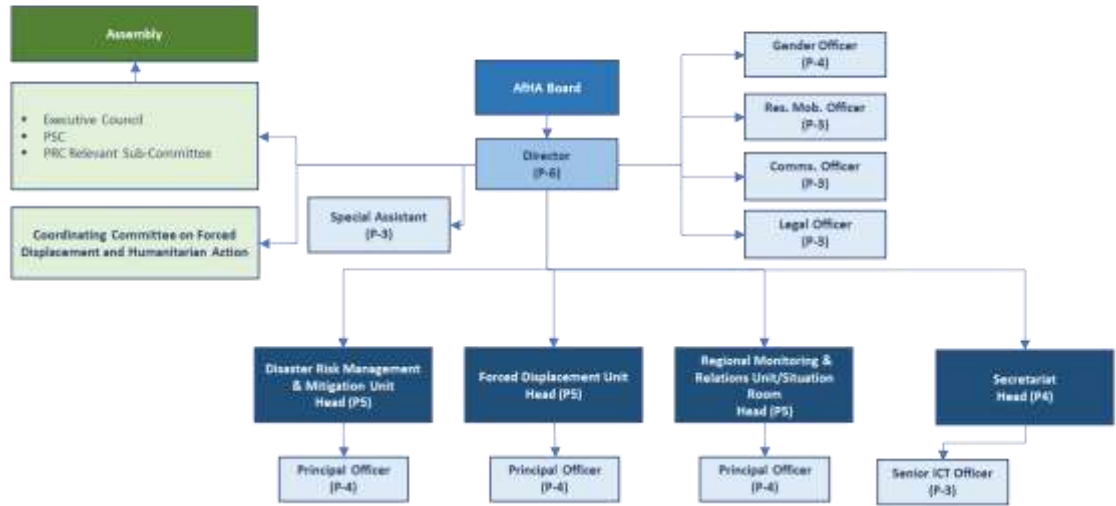 Assembly
• Executive Council
• PSC
• PRC Relevant Sub-Committee
Coordinating Committee on Forced
Displacement and Humanitarian Action
AfHA Board
Director
(P-6)
Special Assistant
(P-3)
Gender Officer
(P-4)
Res. Mob. Officer
(P-3)
Comms. Officer
(P-3)
Legal Officer
(P-3)
Disaster Risk Management
& Mitigation Unit
Head (P5)
Forced Displacement Unit
Head (P5)
Regional Monitoring &
Relations Unit/Situation
Room
Head (P5)
Secretariat
Head (P4)
Principal Officer
(P-4)
Principal Officer
(P-4)
Principal Officer
(P-4)
Senior ICT Officer
(P-3)